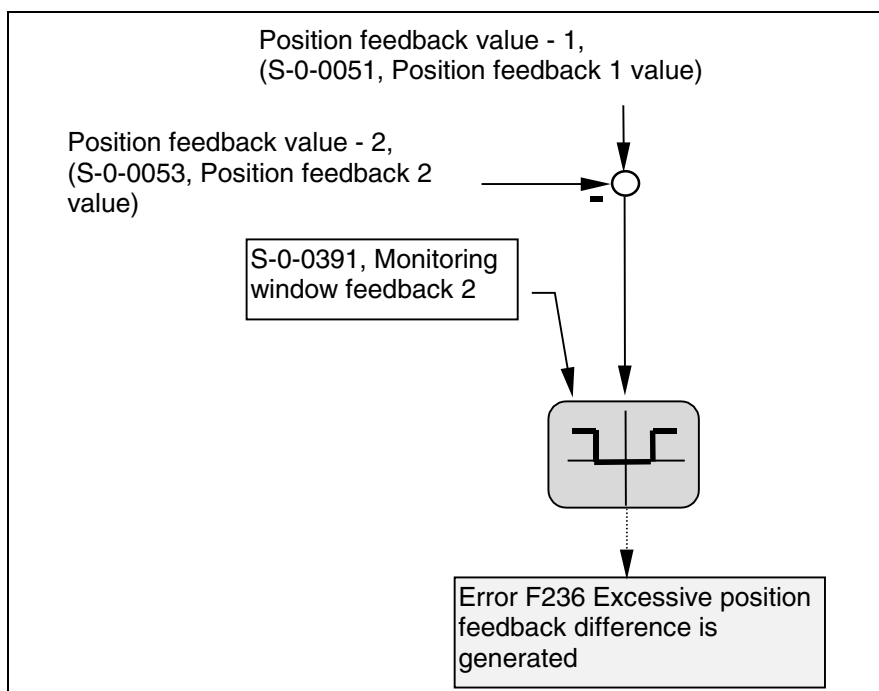 Position feedback value - 1,
(S-0-0051, Position feedback 1 value)
Position feedback value - 2,
(S-0-0053, Position feedback 2
value)
-
S-0-0391, Monitoring
window feedback 2
Error F236 Excessive position
feedback difference is
generated